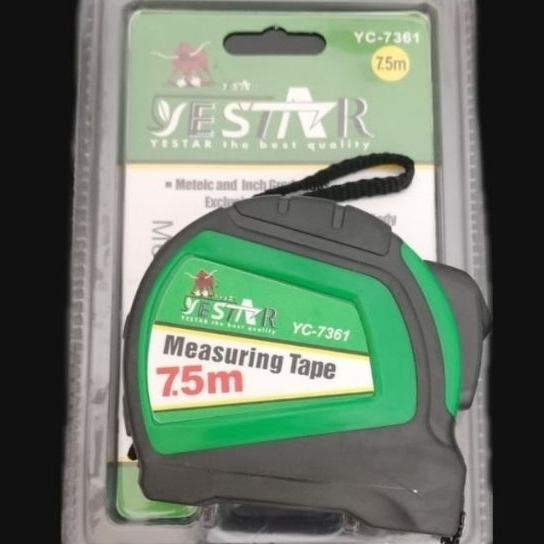 YC-7361
7.5m
YESTAR
YESTAR the best quality
Meteic and Inch
YESTAR
YESTAR the best quality
YC-7361
Measuring Tape
7.5m